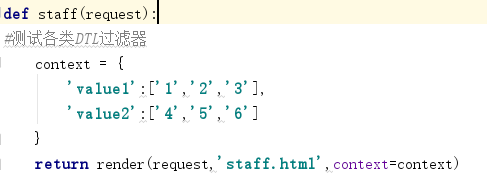 def staff(request):
#测试各类DTL过滤器
    context = {
        'value1':['1','2','3'],
        'value2':['4','5','6']
    }
    return render(request,'staff.html',context=context)